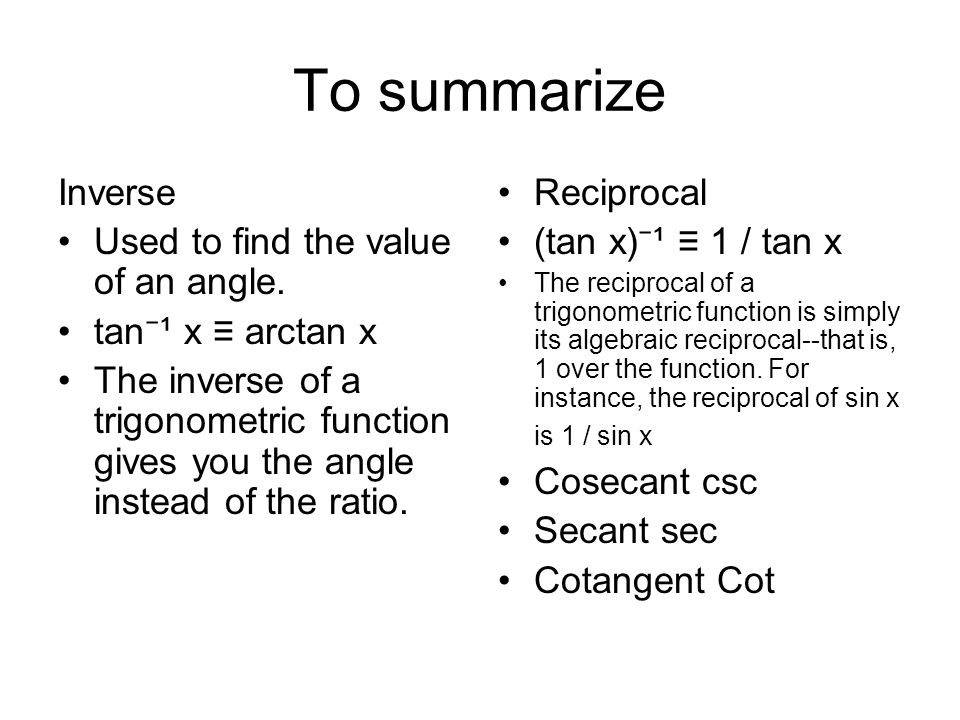 To summarize
Inverse
• Used to find the value
of an angle.
• tan⁻¹ x ≡ arctan x
• The inverse of a
trigonometric function
gives you the angle
instead of the ratio.
• Reciprocal
• (tan x)⁻¹ ≡ 1 / tan x
• The reciprocal of a
trigonometric function is simply
its algebraic reciprocal--that is,
1 over the function. For
instance, the reciprocal of sin x
is 1 / sin x
• Cosecant csc
• Secant sec
• Cotangent Cot